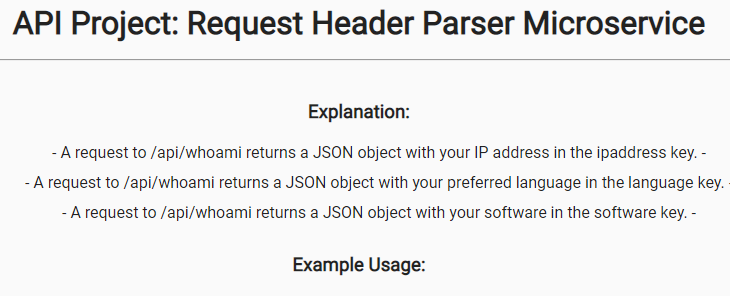 API Project: Request Header Parser Microservice
Explanation:
- A request to /api/whoami returns a JSON object with your IP address in the ipaddress key. -
- A request to /api/whoami returns a JSON object with your preferred language in the language key. -
- A request to /api/whoami returns a JSON object with your software in the software key. -
Example Usage: